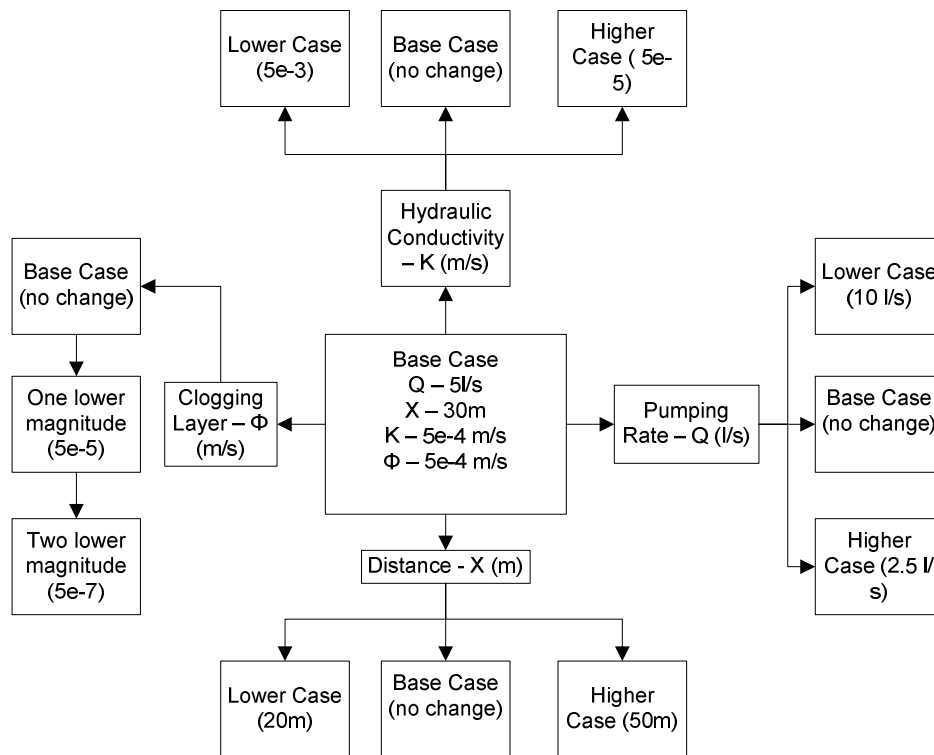 Lower Case
(5e-3)
Base Case
(no change)
Higher
Case ( 5e-
5)
Hydraulic
Conductivity
– K (m/s)
Base Case
(no change)
One lower
magnitude
(5e-5)
Two lower
magnitude
(5e-7)
Clogging
Layer – Φ
(m/s)
Base Case
Q – 5l/s
X – 30m
K – 5e-4 m/s
Φ – 5e-4 m/s
Pumping
Rate – Q (l/s)
Lower Case
(10 l/s)
Base Case
(no change)
Higher
Case (2.5 l/
s)
Distance - X (m)
Lower Case
(20m)
Base Case
(no change)
Higher
Case (50m)